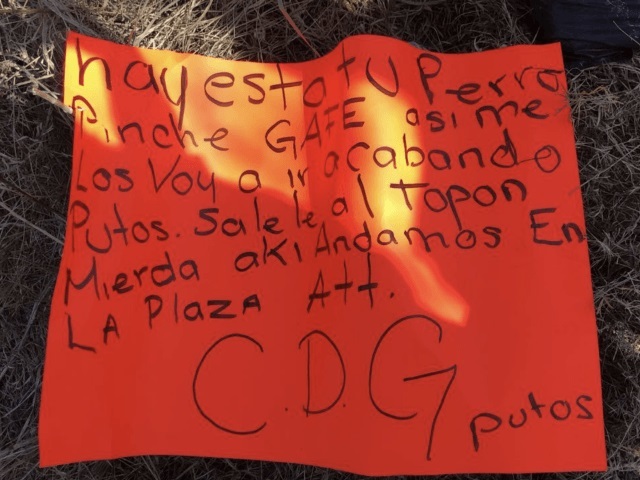 hay esta tU Perro
Pinche GAFE asi me
Los Voy a ir acabando
Putos. Salele al Topon
Mierda aki Andamos En
LA PlazA Att.
C.D.G
putos